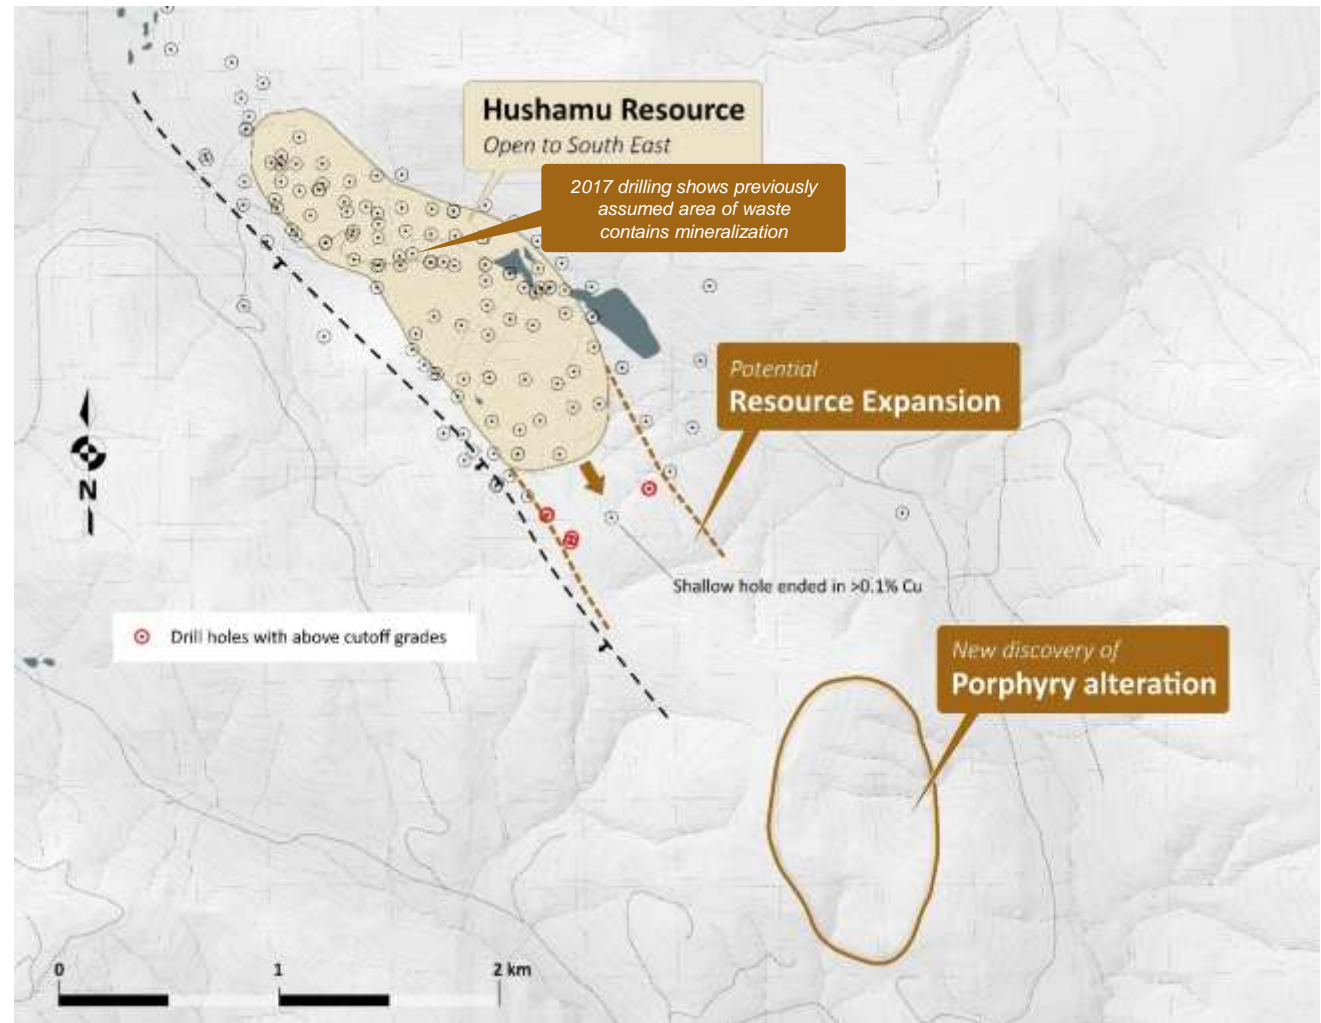 Hushamu Resource
Open to South East
2017 drilling shows previously
assumed area of waste
contains mineralization
Potential
Resource Expansion
N
Shallow hole ended in >0.1% Cu
Drill holes with above cutoff grades
New discovery of
Porphyry alteration
0 1 2 km